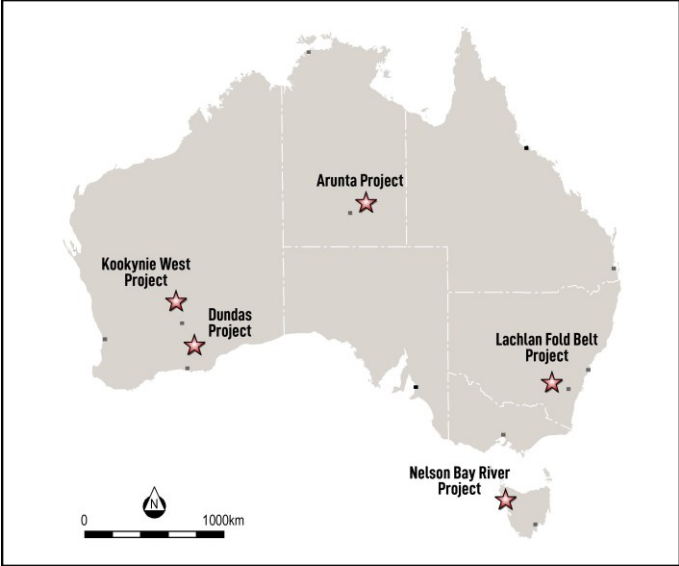 Arunta Project
Kookynie West
Project
Dundas
Project
Lachlan Fold Belt
Project
Nelson Bay River
Project
N
0
1000km